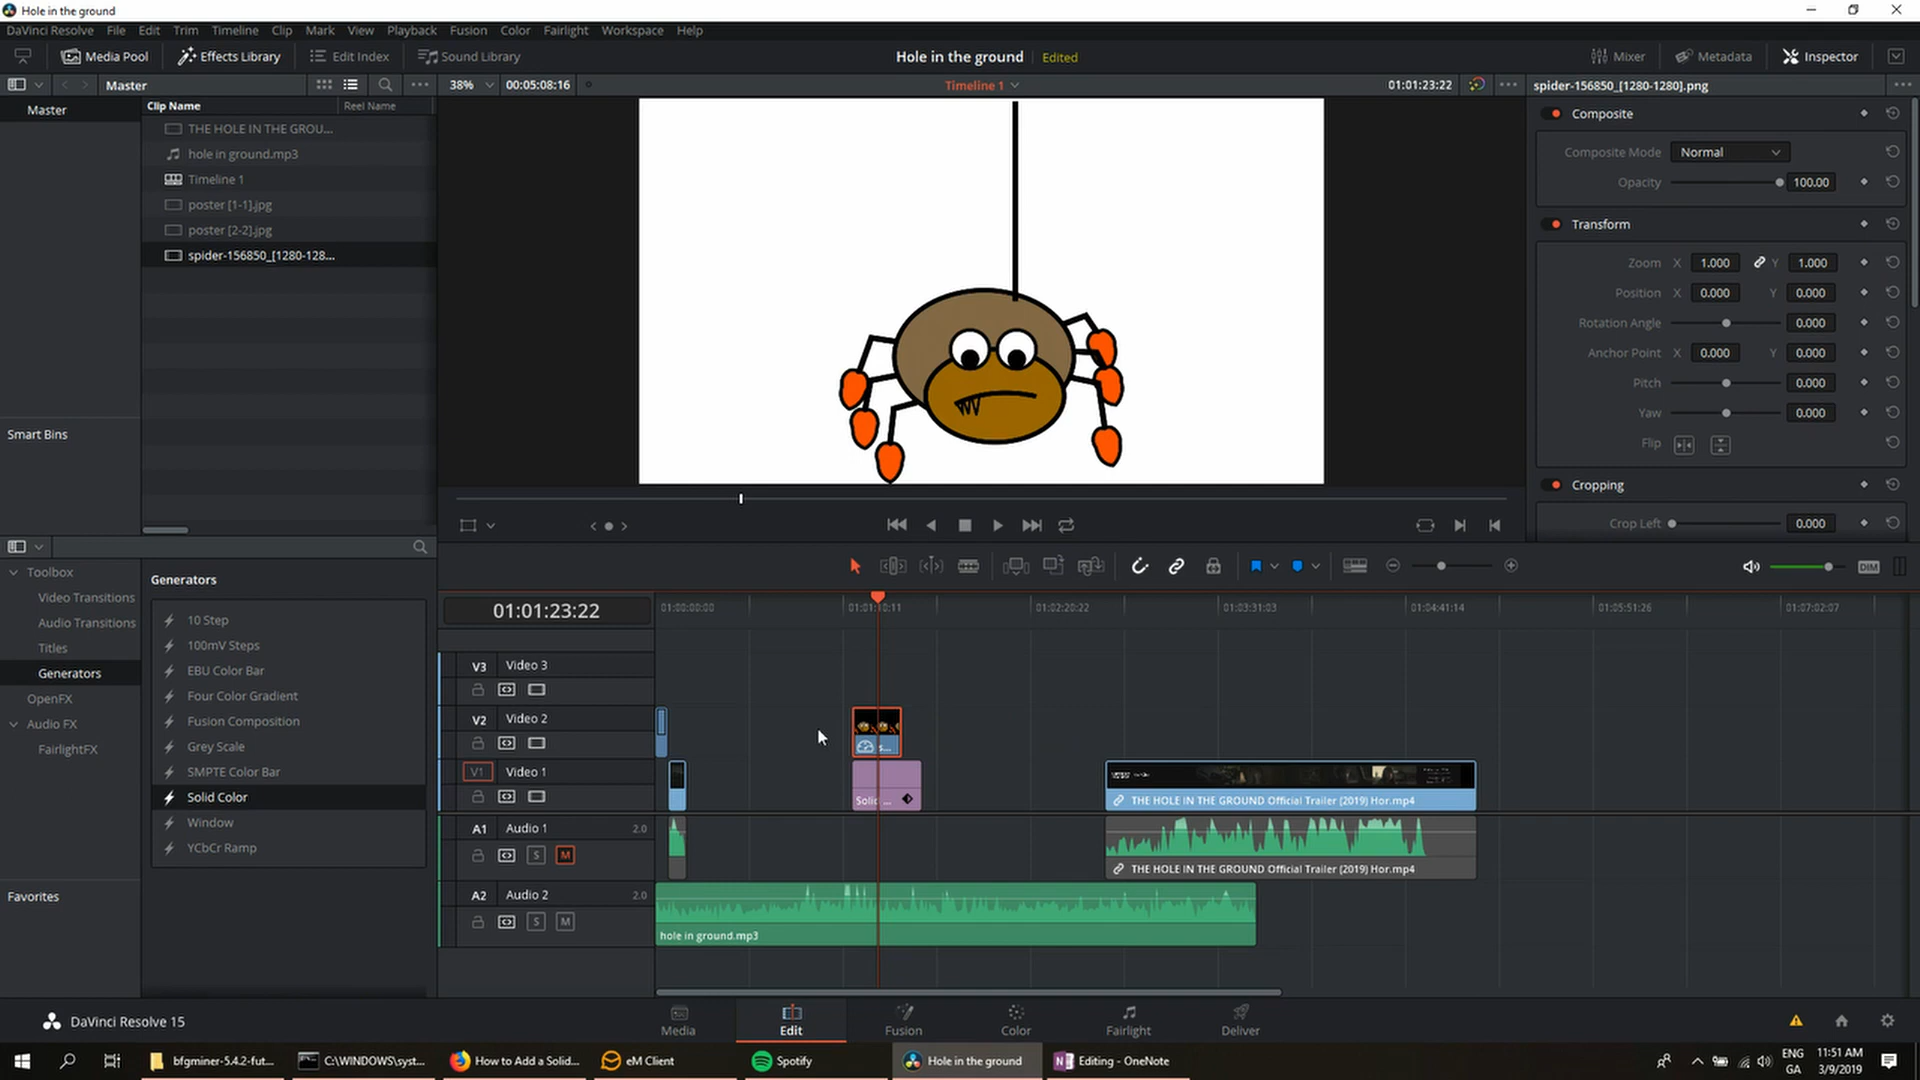 Hole in the ground
DaVinci Resolve File Edit Trim Timeline Clip Mark View Playback Fusion Color Fairlight Workspace Help
Media Pool Effects Library Edit Index Sound Library Hole in the ground Edited Mixer Metadata Inspector
Master 38% 00:05:08:16 Timeline 1 01:01:23:22 spider-156850_[1280-1280].png
Master Clip Name Reel Name
THE HOLE IN THE GROU...
hole in ground.mp3
Timeline 1
poster [1-1].jpg
poster [2-2].jpg
spider-156850_[1280-128...
Smart Bins
Composite
Composite Mode Normal
Opacity 100.00
Transform
Zoom X 1.000 Y 1.000
Position X 0.000 Y 0.000
Rotation Angle 0.000
Anchor Point X 0.000 Y 0.000
Pitch 0.000
Yaw 0.000
Flip
Cropping
Crop Left 0.000
Toolbox
Video Transitions
Audio Transitions
Titles
Generators
OpenFX
Audio FX
FairlightFX
Favorites
Generators
10 Step
100mV Steps
EBU Color Bar
Four Color Gradient
Fusion Composition
Grey Scale
SMPTE Color Bar
Solid Color
Window
YCbCr Ramp
DIM
01:01:23:22 01:00:00:00 01:02:20:22 01:03:31:03 01:04:41:14 01:05:51:26 01:07:02:07
V3 Video 3
V2 Video 2
s...
V1 Video 1
Solid ... THE HOLE IN THE GROUND Official Trailer (2019) Hor.mp4
A1 Audio 1 2.0
S M
THE HOLE IN THE GROUND Official Trailer (2019) Hor.mp4
A2 Audio 2 2.0
S M
hole in ground.mp3
DaVinci Resolve 15
Media Edit Fusion Color Fairlight Deliver
bfgminer-5.4.2-fut... C:\WINDOWS\syst... How to Add a Solid... eM Client Spotify Hole in the ground Editing - OneNote
ENG
GA
11:51 AM
3/9/2019